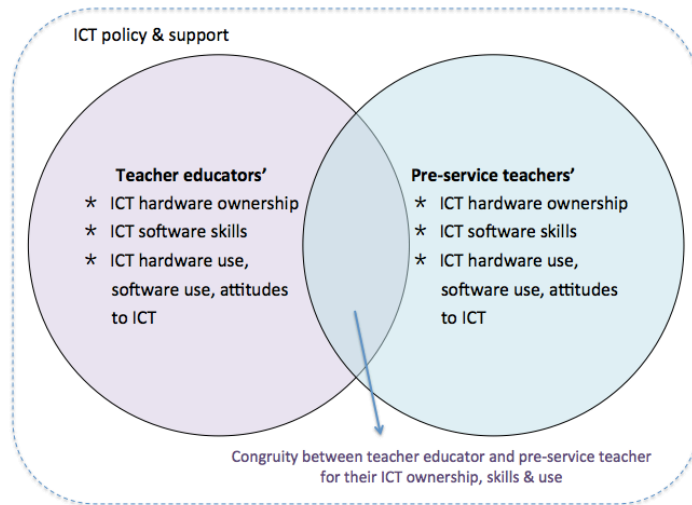 ICT policy & support
Teacher educators’
* ICT hardware ownership
* ICT software skills
* ICT hardware use,
software use, attitudes
to ICT
Pre-service teachers’
* ICT hardware ownership
* ICT software skills
* ICT hardware use,
software use, attitudes
to ICT
Congruity between teacher educator and pre-service teacher
for their ICT ownership, skills & use